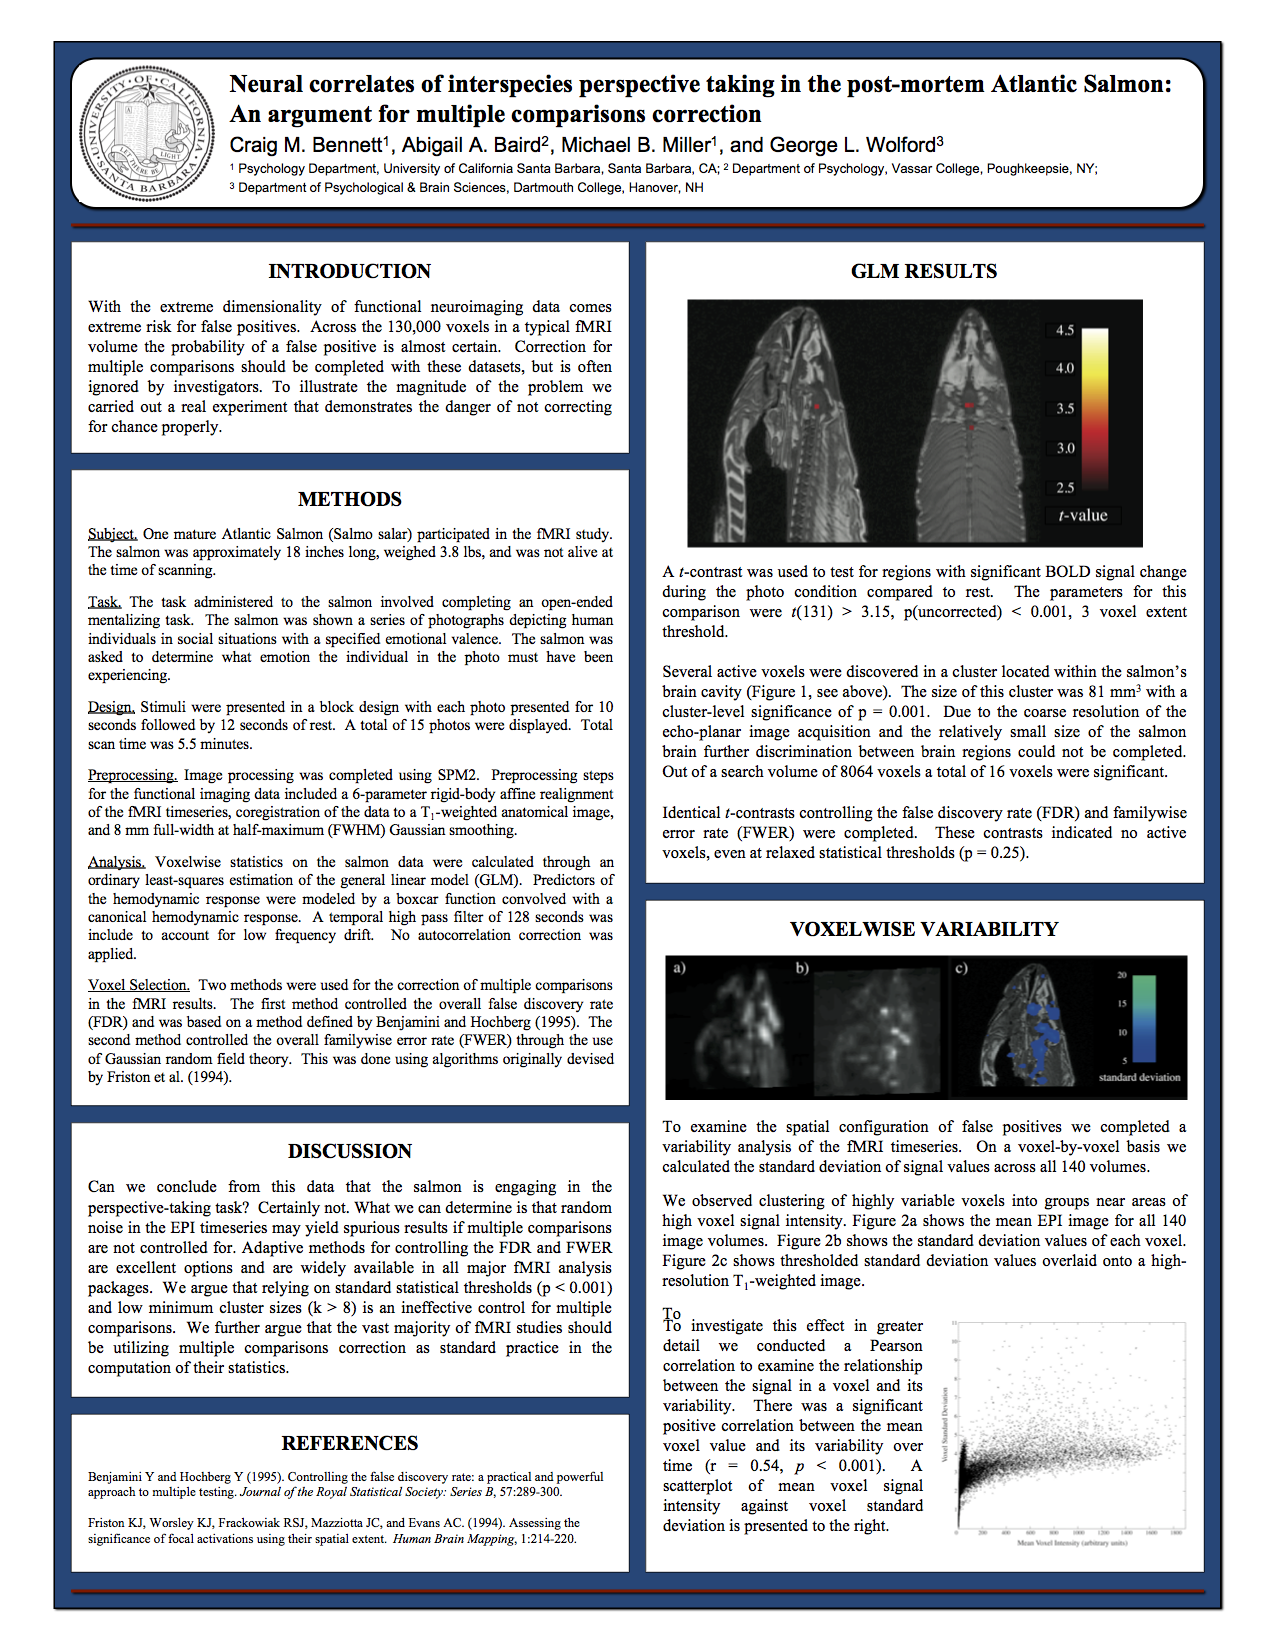 Neural correlates of interspecies perspective taking in the post-mortem Atlantic Salmon:
An argument for multiple comparisons correction
Craig M. Bennett¹, Abigail A. Baird², Michael B. Miller¹, and George L. Wolford³
¹ Psychology Department, University of California Santa Barbara, Santa Barbara, CA; ² Department of Psychology, Vassar College, Poughkeepsie, NY;
³ Department of Psychological & Brain Sciences, Dartmouth College, Hanover, NH
UNIVERSITY·OF·CALIFORNIA
SANTA BARBARA
LET THERE BE LIGHT
INTRODUCTION
With the extreme dimensionality of functional neuroimaging data comes
extreme risk for false positives. Across the 130,000 voxels in a typical fMRI
volume the probability of a false positive is almost certain. Correction for
multiple comparisons should be completed with these datasets, but is often
ignored by investigators. To illustrate the magnitude of the problem we
carried out a real experiment that demonstrates the danger of not correcting
for chance properly.
METHODS
Subject. One mature Atlantic Salmon (Salmo salar) participated in the fMRI study.
The salmon was approximately 18 inches long, weighed 3.8 lbs, and was not alive at
the time of scanning.
Task. The task administered to the salmon involved completing an open-ended
mentalizing task. The salmon was shown a series of photographs depicting human
individuals in social situations with a specified emotional valence. The salmon was
asked to determine what emotion the individual in the photo must have been
experiencing.
Design. Stimuli were presented in a block design with each photo presented for 10
seconds followed by 12 seconds of rest. A total of 15 photos were displayed. Total
scan time was 5.5 minutes.
Preprocessing. Image processing was completed using SPM2. Preprocessing steps
for the functional imaging data included a 6-parameter rigid-body affine realignment
of the fMRI timeseries, coregistration of the data to a T₁-weighted anatomical image,
and 8 mm full-width at half-maximum (FWHM) Gaussian smoothing.
Analysis. Voxelwise statistics on the salmon data were calculated through an
ordinary least-squares estimation of the general linear model (GLM). Predictors of
the hemodynamic response were modeled by a boxcar function convolved with a
canonical hemodynamic response. A temporal high pass filter of 128 seconds was
include to account for low frequency drift. No autocorrelation correction was
applied.
Voxel Selection. Two methods were used for the correction of multiple comparisons
in the fMRI results. The first method controlled the overall false discovery rate
(FDR) and was based on a method defined by Benjamini and Hochberg (1995). The
second method controlled the overall familywise error rate (FWER) through the use
of Gaussian random field theory. This was done using algorithms originally devised
by Friston et al. (1994).
DISCUSSION
Can we conclude from this data that the salmon is engaging in the
perspective-taking task? Certainly not. What we can determine is that random
noise in the EPI timeseries may yield spurious results if multiple comparisons
are not controlled for. Adaptive methods for controlling the FDR and FWER
are excellent options and are widely available in all major fMRI analysis
packages. We argue that relying on standard statistical thresholds (p < 0.001)
and low minimum cluster sizes (k > 8) is an ineffective control for multiple
comparisons. We further argue that the vast majority of fMRI studies should
be utilizing multiple comparisons correction as standard practice in the
computation of their statistics.
REFERENCES
Benjamini Y and Hochberg Y (1995). Controlling the false discovery rate: a practical and powerful
approach to multiple testing. Journal of the Royal Statistical Society: Series B, 57:289-300.
Friston KJ, Worsley KJ, Frackowiak RSJ, Mazziotta JC, and Evans AC. (1994). Assessing the
significance of focal activations using their spatial extent. Human Brain Mapping, 1:214-220.
GLM RESULTS
4.5
4.0
3.5
3.0
2.5
t-value
A t-contrast was used to test for regions with significant BOLD signal change
during the photo condition compared to rest. The parameters for this
comparison were t(131) > 3.15, p(uncorrected) < 0.001, 3 voxel extent
threshold.
Several active voxels were discovered in a cluster located within the salmon's
brain cavity (Figure 1, see above). The size of this cluster was 81 mm³ with a
cluster-level significance of p = 0.001. Due to the coarse resolution of the
echo-planar image acquisition and the relatively small size of the salmon
brain further discrimination between brain regions could not be completed.
Out of a search volume of 8064 voxels a total of 16 voxels were significant.
Identical t-contrasts controlling the false discovery rate (FDR) and familywise
error rate (FWER) were completed. These contrasts indicated no active
voxels, even at relaxed statistical thresholds (p = 0.25).
VOXELWISE VARIABILITY
a) b) c)
20
15
10
5
standard deviation
To examine the spatial configuration of false positives we completed a
variability analysis of the fMRI timeseries. On a voxel-by-voxel basis we
calculated the standard deviation of signal values across all 140 volumes.
We observed clustering of highly variable voxels into groups near areas of
high voxel signal intensity. Figure 2a shows the mean EPI image for all 140
image volumes. Figure 2b shows the standard deviation values of each voxel.
Figure 2c shows thresholded standard deviation values overlaid onto a high-
resolution T₁-weighted image.
To
To investigate this effect in greater
detail we conducted a Pearson
correlation to examine the relationship
between the signal in a voxel and its
variability. There was a significant
positive correlation between the mean
voxel value and its variability over
time (r = 0.54, p < 0.001). A
scatterplot of mean voxel signal
intensity against voxel standard
deviation is presented to the right.
Voxel Standard Deviation
0 200 400 600 800 1000 1200 1400 1600 1800
Mean Voxel Intensity (arbitrary units)